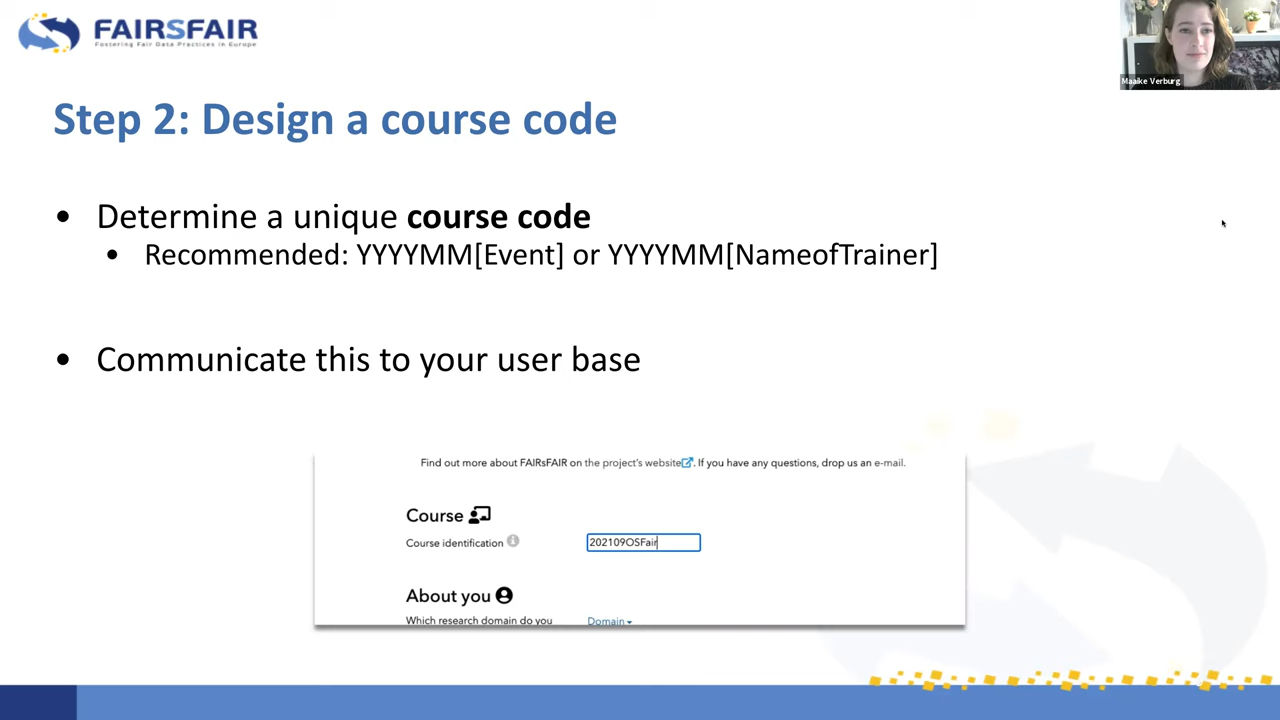 FAIRSFAIR
Fostering Fair Data Practices in Europe
Maaike Verburg
Step 2: Design a course code
• Determine a unique course code
• Recommended: YYYYMM[Event] or YYYYMM[NameofTrainer]
• Communicate this to your user base
Find out more about FAIRsFAIR on the project's website. If you have any questions, drop us an e-mail.
Course
Course identification
202109OSFair
About you
Which research domain do you
Domain